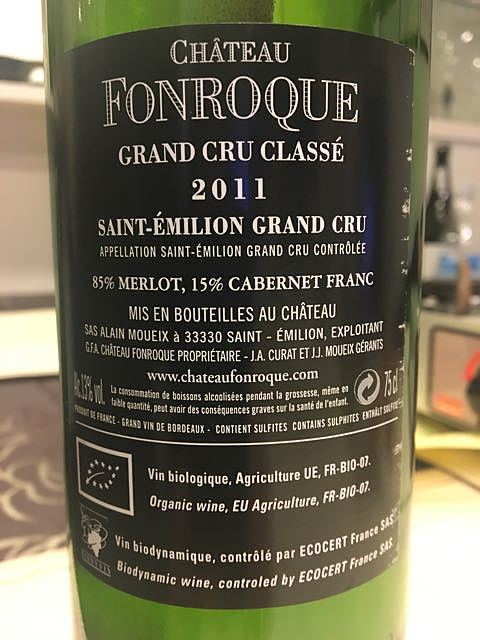 CHÂTEAU
FONROQUE
GRAND CRU CLASSÉ
2011
SAINT-ÉMILION GRAND CRU
APPELLATION SAINT-ÉMILION GRAND CRU CONTRÔLÉE
85% MERLOT, 15% CABERNET FRANC
MIS EN BOUTEILLES AU CHÂTEAU
SAS ALAIN MOUEIX à 33330 SAINT - ÉMILION, EXPLOITANT
G.F.A. CHÂTEAU FONROQUE PROPRIÉTAIRE - J.A. CURAT ET J.J. MOUEIX GÉRANTS
www.chateaufonroque.com
Alc.13% vol.
La consommation de boissons alcoolisées pendant la grossesse, même en
faible quantité, peut avoir des conséquences graves sur la santé de l'enfant.
75 cl
PRODUIT DE FRANCE - GRAND VIN DE BORDEAUX - CONTIENT SULFITES CONTAINS SULPHITES ENTHÄLT SULFITE
Vin biologique, Agriculture UE, FR-BIO-07.
Organic wine, EU Agriculture, FR-BIO-07.
Vin biodynamique, contrôlé par ECOCERT France SAS
Biodynamic wine, controled by ECOCERT France SAS